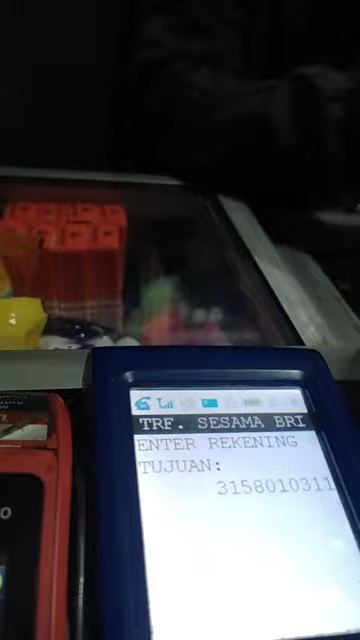 TRF. SESAMA BRI
ENTER REKENING
TUJUAN:
3158010311